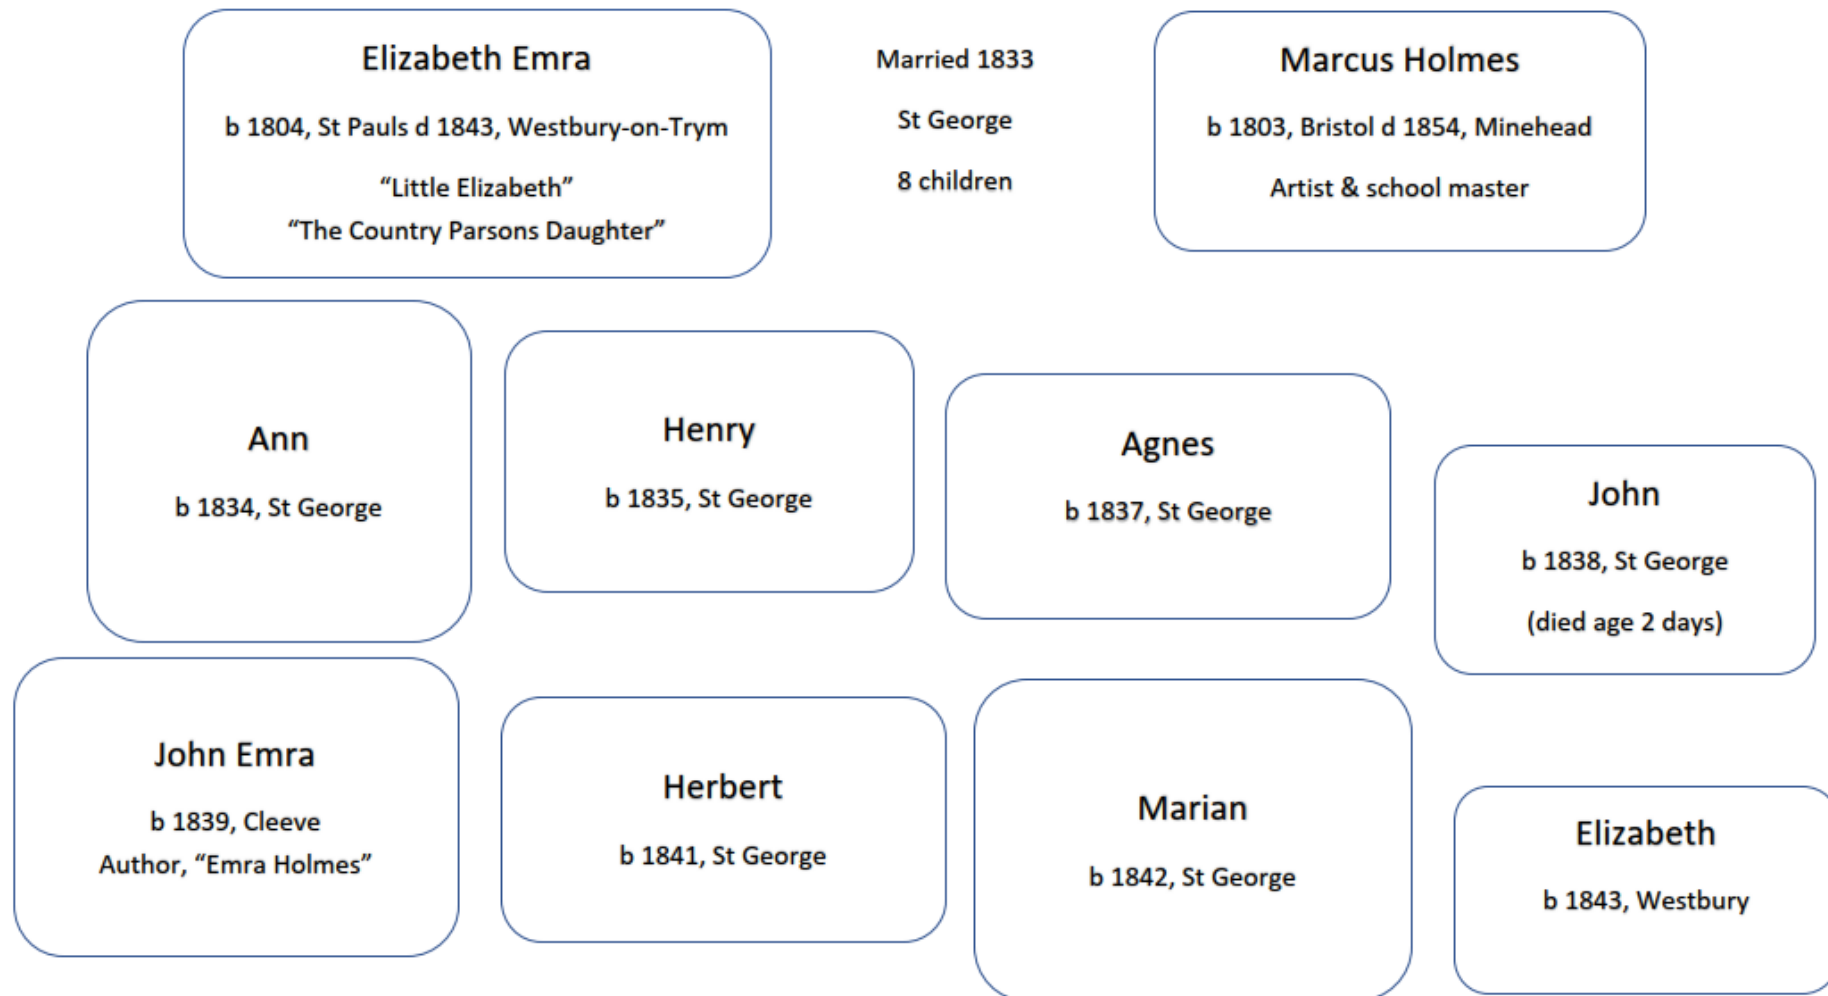 Elizabeth Emra
b 1804, St Pauls d 1843, Westbury-on-Trym
“Little Elizabeth”
“The Country Parsons Daughter”
Married 1833
St George
8 children
Marcus Holmes
b 1803, Bristol d 1854, Minehead
Artist & school master
Ann
b 1834, St George
Henry
b 1835, St George
Agnes
b 1837, St George
John
b 1838, St George
(died age 2 days)
John Emra
b 1839, Cleeve
Author, “Emra Holmes”
Herbert
b 1841, St George
Marian
b 1842, St George
Elizabeth
b 1843, Westbury